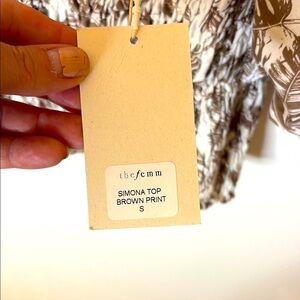 thefemm
SIMONA TOP
BROWN PRINT
S